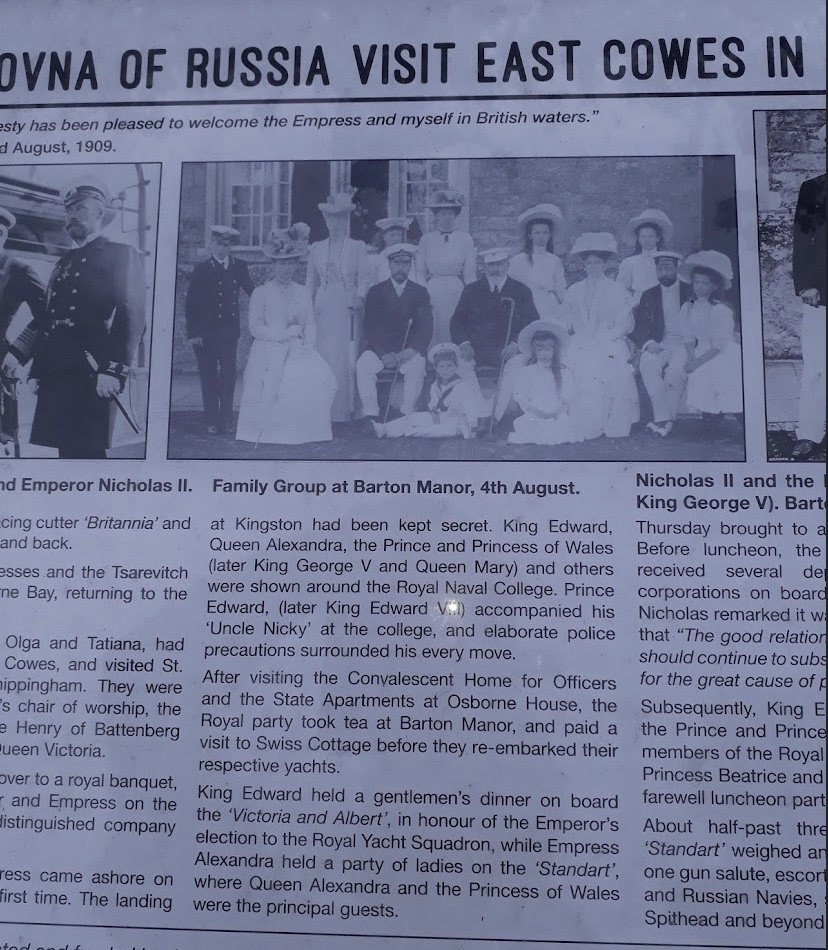 OVNA OF RUSSIA VISIT EAST COWES IN
esty has been pleased to welcome the Empress and myself in British waters.”
d August, 1909.
nd Emperor Nicholas II.
cing cutter ‘Britannia’ and
and back.
esses and the Tsarevitch
rne Bay, returning to the
Olga and Tatiana, had
Cowes, and visited St.
hippingham. They were
’s chair of worship, the
e Henry of Battenberg
Queen Victoria.
over to a royal banquet,
r and Empress on the
distinguished company
ress came ashore on
first time. The landing
Family Group at Barton Manor, 4th August.
at Kingston had been kept secret. King Edward,
Queen Alexandra, the Prince and Princess of Wales
(later King George V and Queen Mary) and others
were shown around the Royal Naval College. Prince
Edward, (later King Edward VIII) accompanied his
‘Uncle Nicky’ at the college, and elaborate police
precautions surrounded his every move.
After visiting the Convalescent Home for Officers
and the State Apartments at Osborne House, the
Royal party took tea at Barton Manor, and paid a
visit to Swiss Cottage before they re-embarked their
respective yachts.
King Edward held a gentlemen’s dinner on board
the ‘Victoria and Albert’, in honour of the Emperor’s
election to the Royal Yacht Squadron, while Empress
Alexandra held a party of ladies on the ‘Standart’,
where Queen Alexandra and the Princess of Wales
were the principal guests.
Nicholas II and the
King George V). Bart
Thursday brought to a
Before luncheon, the
received several de
corporations on board
Nicholas remarked it w
that “The good relation
should continue to subs
for the great cause of p
Subsequently, King E
the Prince and Prince
members of the Royal
Princess Beatrice and
farewell luncheon part
About half-past thre
‘Standart’ weighed an
one gun salute, escort
and Russian Navies,
Spithead and beyond